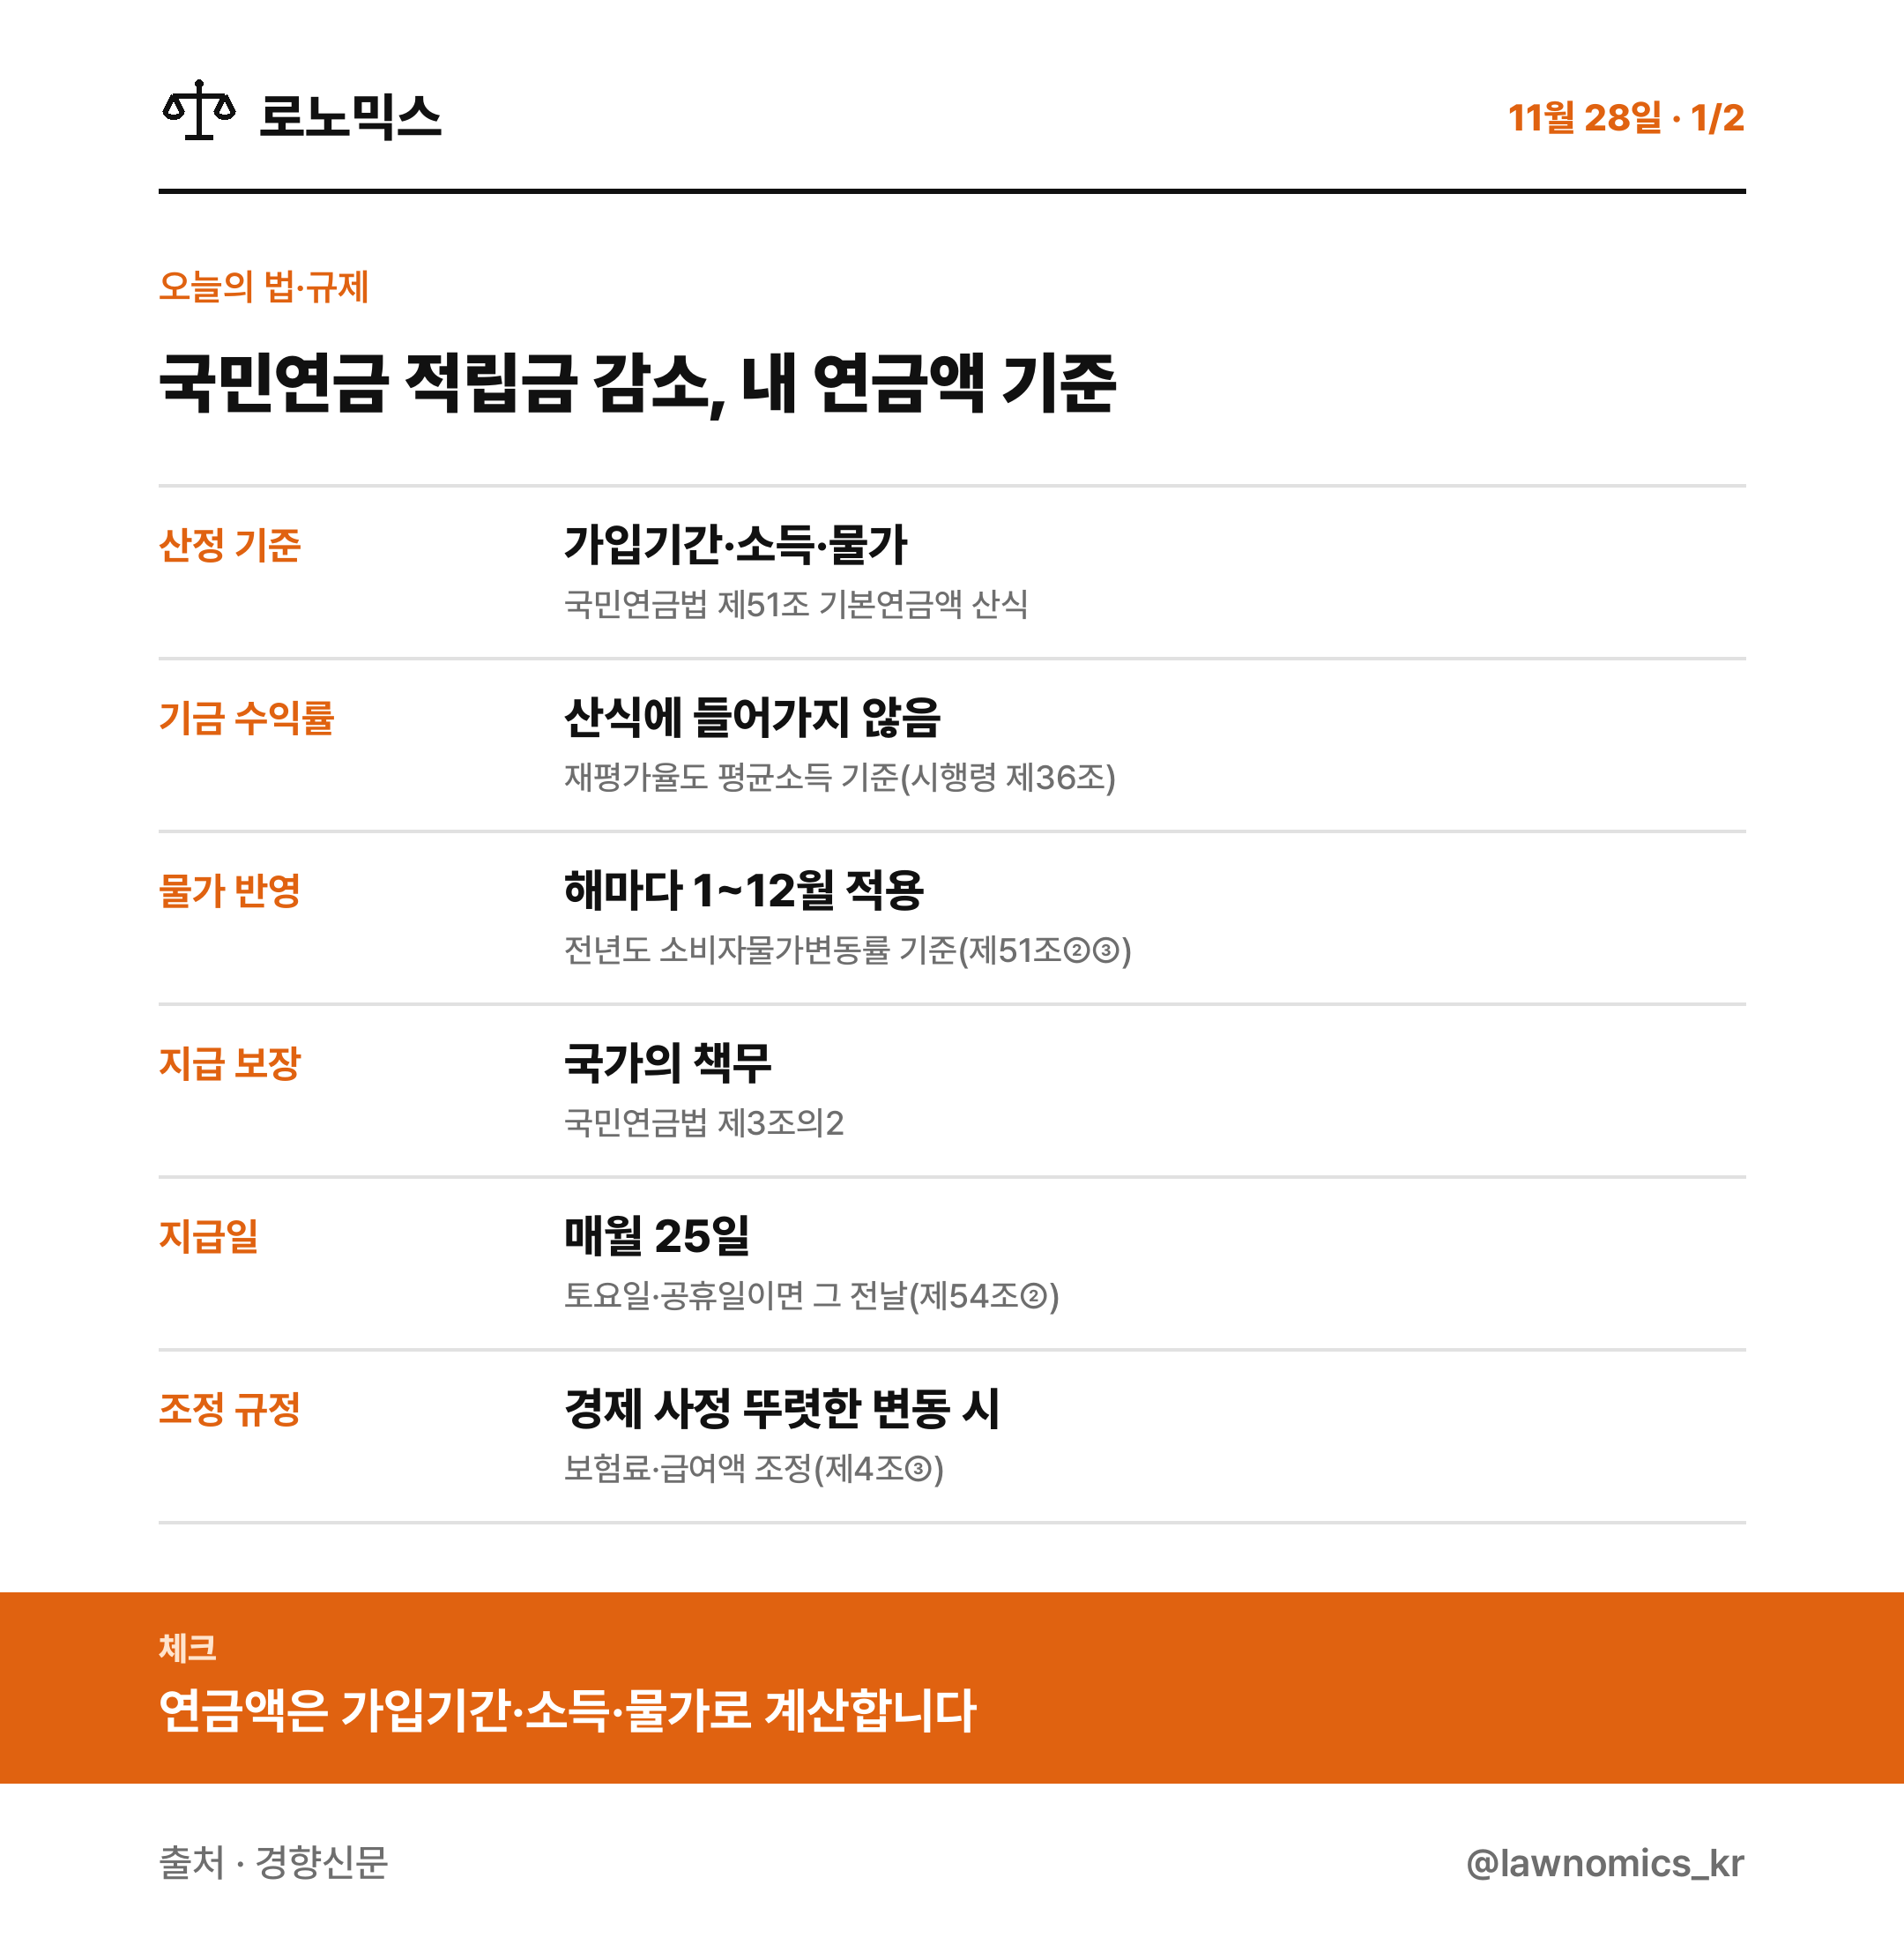 로노믹스
11월 28일 · 1/2
오늘의 법·규제
국민연금 적립금 감소, 내 연금액 기준
산정 기준
가입기간·소득·물가
국민연금법 제51조 기본연금액 산식
기금 수익률
산식에 들어가지 않음
재평가율도 평균소득 기준(시행령 제36조)
물가 반영
해마다 1~12월 적용
전년도 소비자물가변동률 기준(제51조②③)
지급 보장
국가의 책무
국민연금법 제3조의2
지급일
매월 25일
토요일·공휴일이면 그 전날(제54조②)
조정 규정
경제 사정 뚜렷한 변동 시
보험료·급여액 조정(제4조③)
체크
연금액은 가입기간·소득·물가로 계산합니다
출처 · 경향신문
@lawnomics_kr